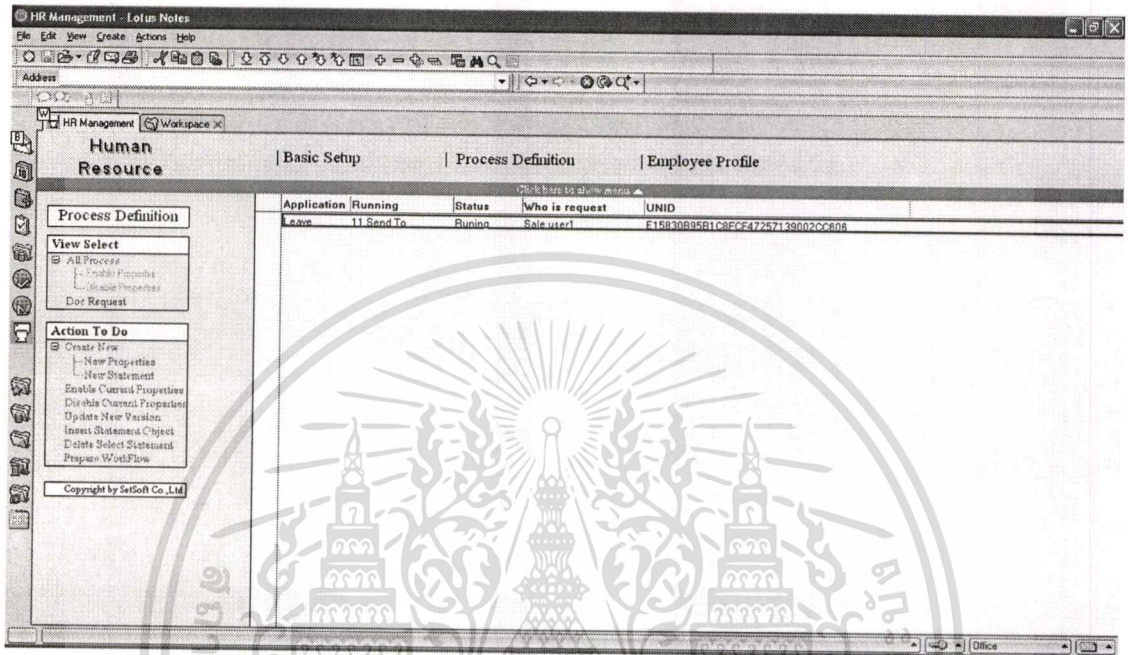 HR Management - Lotus Notes
File Edit View Create Actions Help
Address
HR Management Workspace
Human Resource
Basic Setup
Process Definition
Employee Profile
Click here to show menu
Process Definition
View Select
All Process
Enable Properties
Disable Properties
Doc Request
Action To Do
Create New
New Properties
New Statement
Enable Current Properties
Disable Current Properties
Update New Version
Insert Statement Object
Delete Select Statement
Prepare WorkFlow
Copyright by SetSoft Co.,Ltd
Application Running Status Who is request UNID
Leave 11 Send To Runing Sale user1 E15830B95B1C8FCF47257139002CC606
Office